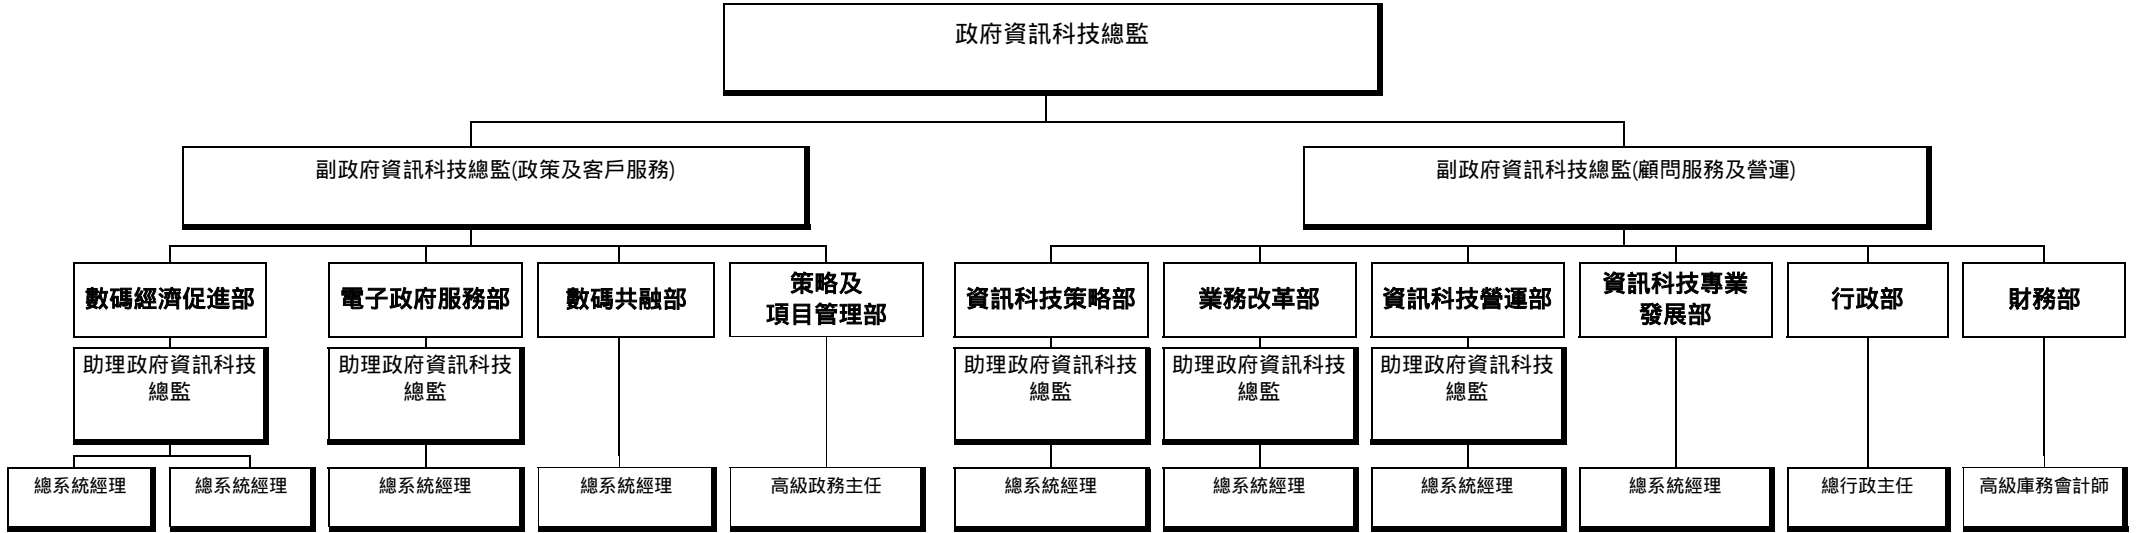 政府資訊科技總監
副政府資訊科技總監(政策及客戶服務)
副政府資訊科技總監(顧問服務及營運)
數碼經濟促進部
電子政府服務部
數碼共融部
策略及
項目管理部
資訊科技策略部
業務改革部
資訊科技營運部
資訊科技專業
發展部
行政部
財務部
助理政府資訊科技
總監
助理政府資訊科技
總監
助理政府資訊科技
總監
助理政府資訊科技
總監
助理政府資訊科技
總監
總系統經理
總系統經理
總系統經理
總系統經理
高級政務主任
總系統經理
總系統經理
總系統經理
總系統經理
總行政主任
高級庫務會計師